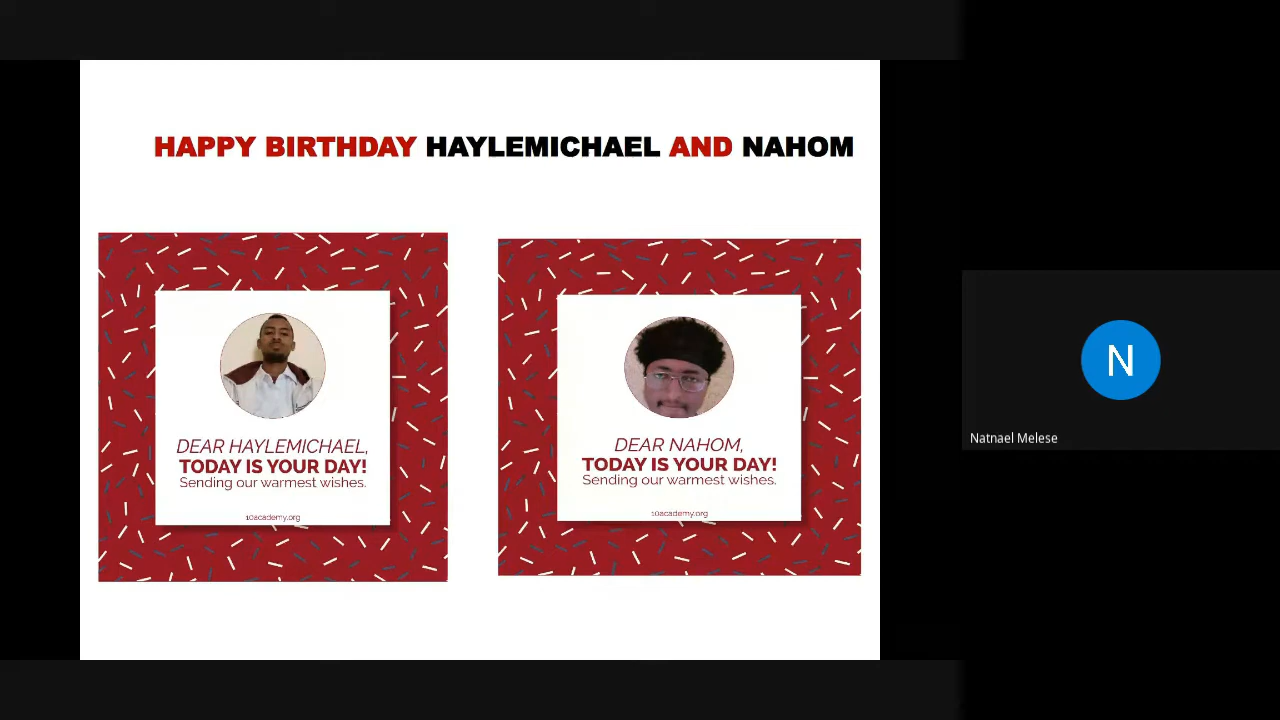 HAPPY BIRTHDAY HAYLEMICHAEL AND NAHOM
DEAR HAYLEMICHAEL,
TODAY IS YOUR DAY!
Sending our warmest wishes.
10academy.org
DEAR NAHOM,
TODAY IS YOUR DAY!
Sending our warmest wishes.
10academy.org
N
Natnael Melese